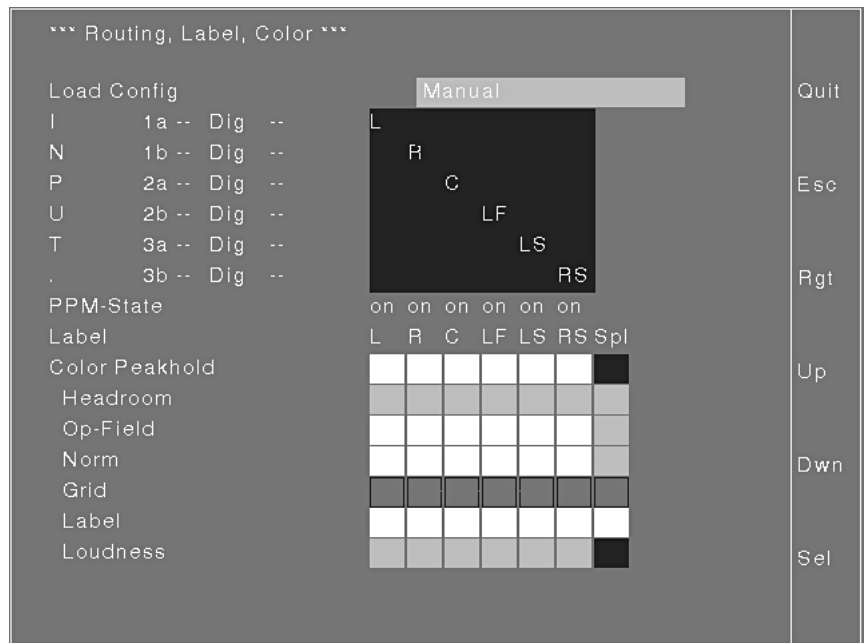 *** Routing, Label, Color ***
Load Config Manual
I 1a -- Dig -- L
N 1b -- Dig -- R
P 2a -- Dig -- C
U 2b -- Dig -- LF
T 3a -- Dig -- LS
. 3b -- Dig -- RS
PPM-State on on on on on on
Label L R C LF LS RS Spl
Color Peakhold
Headroom
Op-Field
Norm
Grid
Label
Loudness
Quit
Esc
Rgt
Up
Dwn
Sel